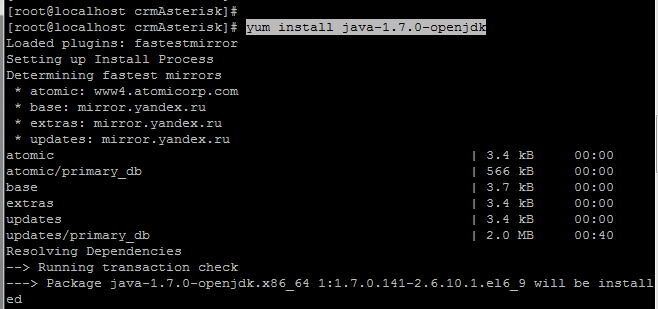 [root@localhost crmAsterisk]#
[root@localhost crmAsterisk]# yum install java-1.7.0-openjdk
Loaded plugins: fastestmirror
Setting up Install Process
Determining fastest mirrors
 * atomic: www4.atomicorp.com
 * base: mirror.yandex.ru
 * extras: mirror.yandex.ru
 * updates: mirror.yandex.ru
atomic | 3.4 kB 00:00
atomic/primary_db | 566 kB 00:00
base | 3.7 kB 00:00
extras | 3.4 kB 00:00
updates | 3.4 kB 00:00
updates/primary_db | 2.0 MB 00:40
Resolving Dependencies
--> Running transaction check
---> Package java-1.7.0-openjdk.x86_64 1:1.7.0.141-2.6.10.1.el6_9 will be install
ed